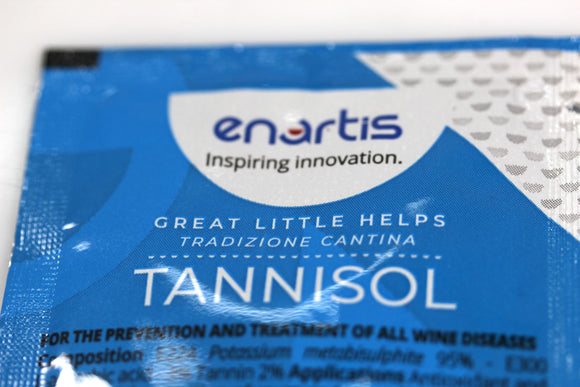 enartis
Inspiring innovation.
GREAT LITTLE HELPS
TRADIZIONE CANTINA
TANNISOL
FOR THE PREVENTION AND TREATMENT OF ALL WINE DISEASES
Composition E224 Potassium metabisulphite 95% - E300
acid Tannin 2% Applications